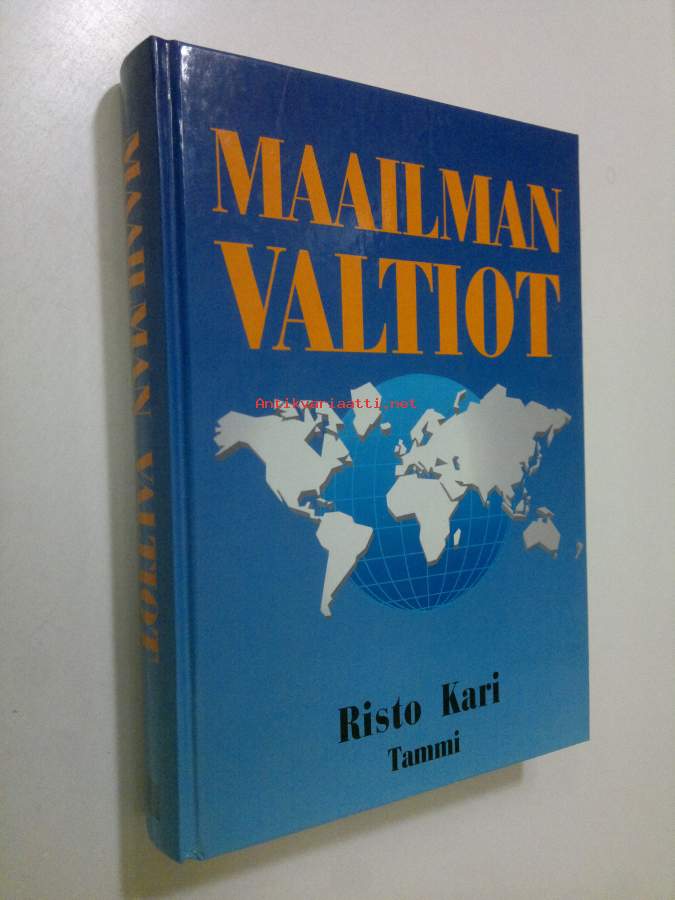 MAAILMAN VALTIOT
MAAILMAN
VALTIOT
Antikvariaatti.net
Risto Kari
Tammi